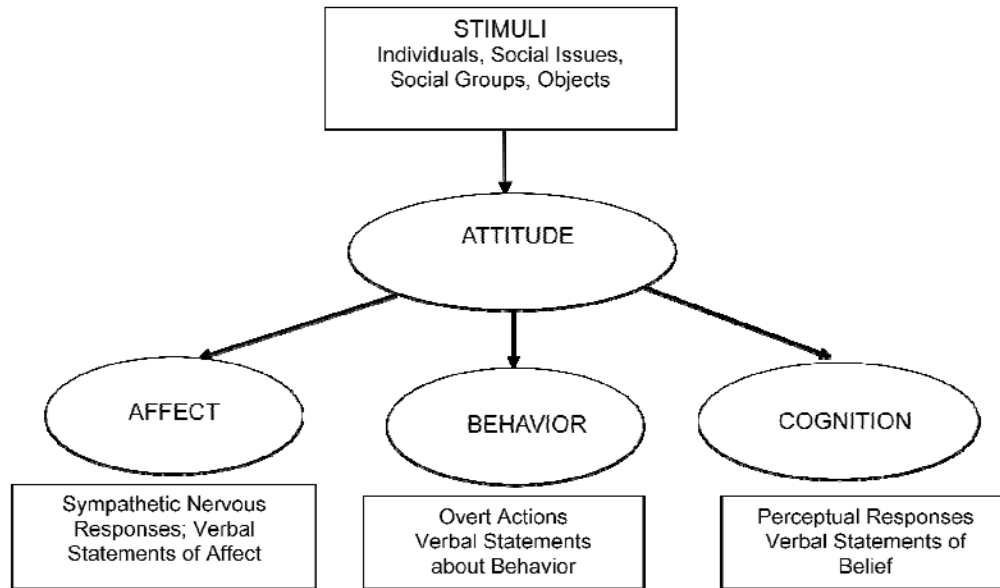 STIMULI
Individuals, Social Issues,
Social Groups, Objects
ATTITUDE
AFFECT
BEHAVIOR
COGNITION
Sympathetic Nervous
Responses; Verbal
Statements of Affect
Overt Actions
Verbal Statements
about Behavior
Perceptual Responses
Verbal Statements of
Belief